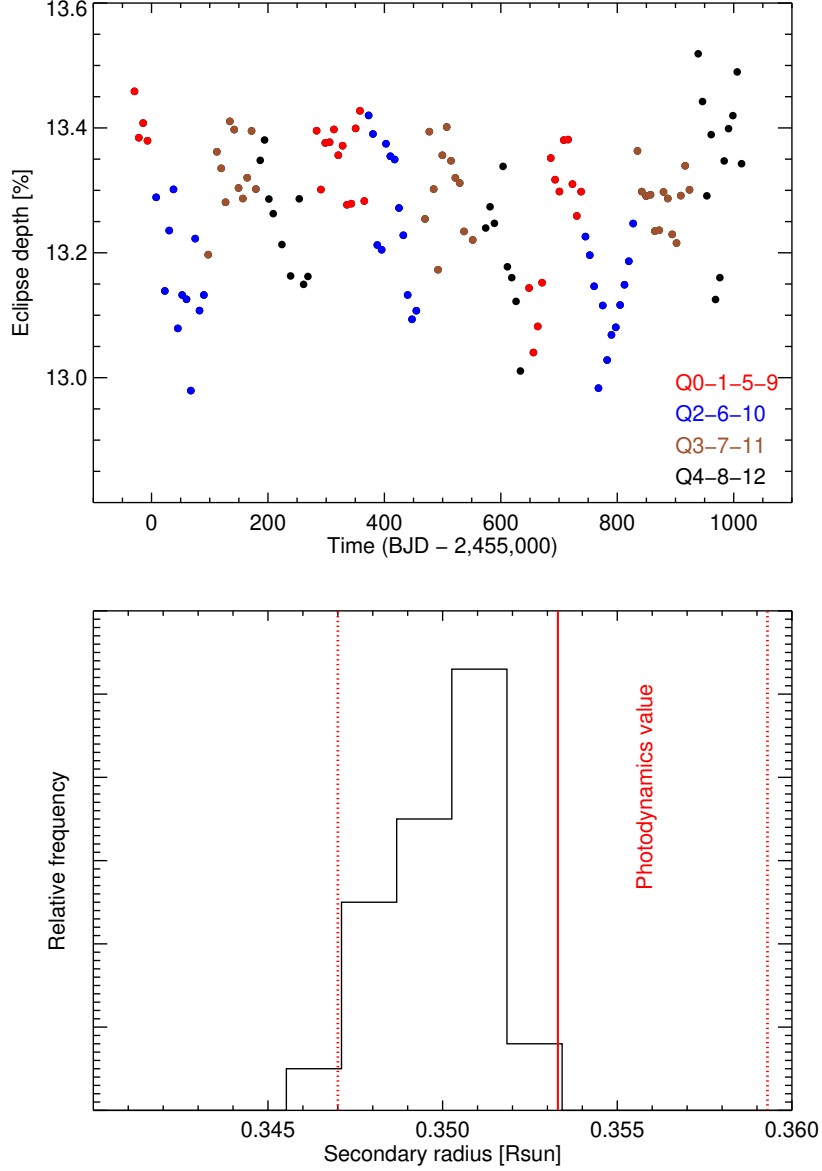 13.6
13.4
13.2
13.0
Eclipse depth [%]
Q0−1−5−9
Q2−6−10
Q3−7−11
Q4−8−12
0 200 400 600 800 1000
Time (BJD − 2,455,000)
Relative frequency
Photodynamics value
0.345 0.350 0.355 0.360
Secondary radius [Rsun]